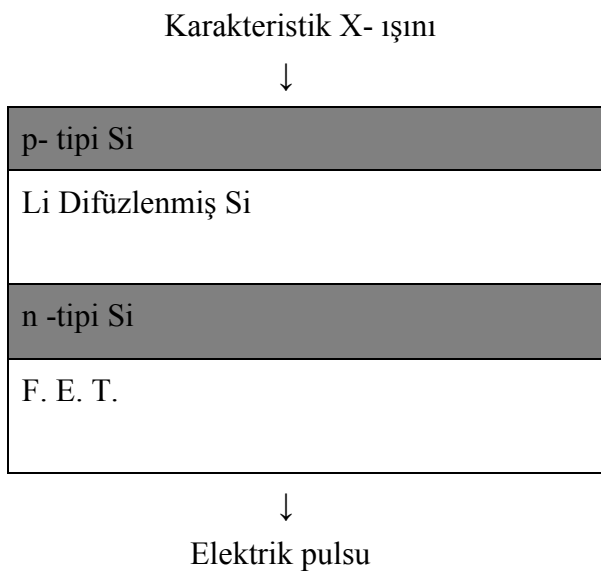 Karakteristik X- ışını
↓
p- tipi Si
Li Difüzlenmiş Si
n -tipi Si
F. E. T.
↓
Elektrik pulsu